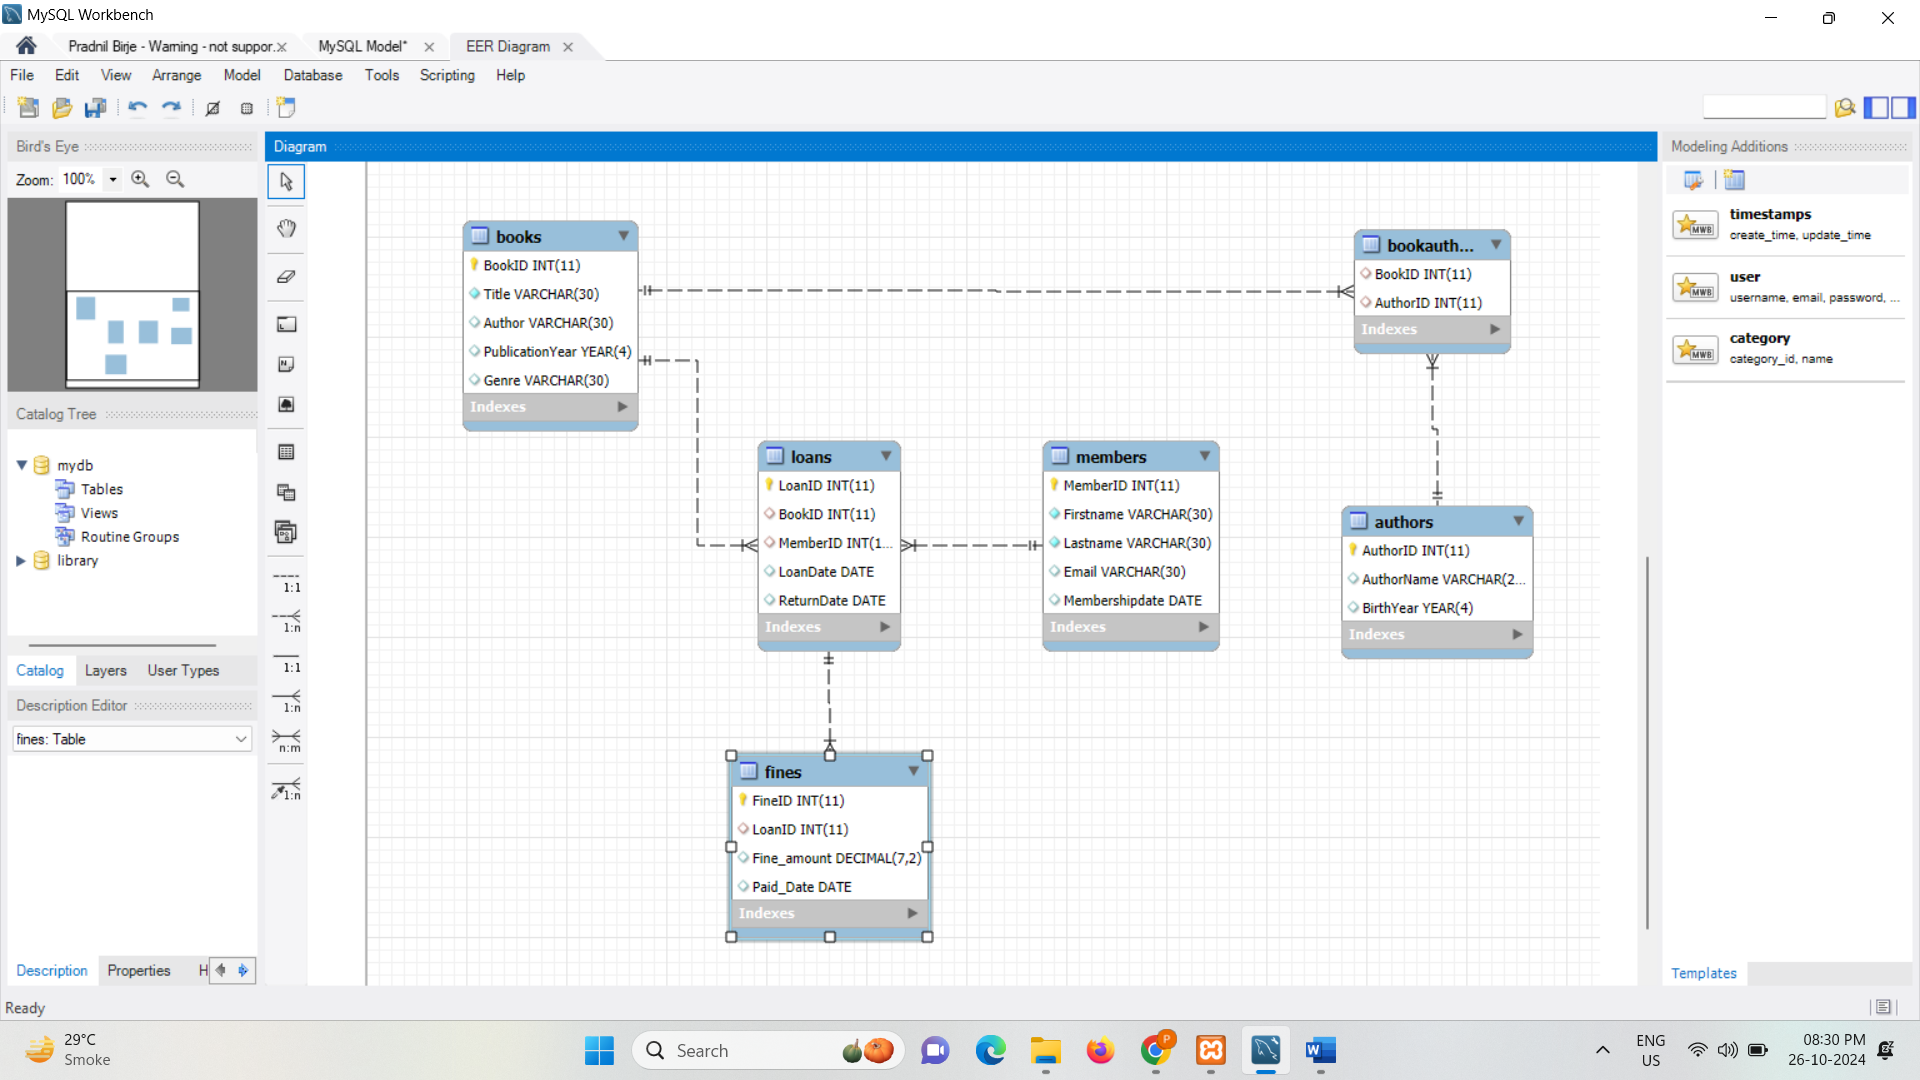 MySQL Workbench
Pradnil Birje - Warning - not suppor.
MySQL Model*
EER Diagram
File Edit View Arrange Model Database Tools Scripting Help
Bird's Eye
Zoom: 100%
Catalog Tree
mydb
Tables
Views
Routine Groups
library
Catalog Layers User Types
Description Editor
fines: Table
Description Properties H
Ready
1:1
1:n
1:1
1:n
n:m
1:n
Diagram
books
BookID INT(11)
Title VARCHAR(30)
Author VARCHAR(30)
PublicationYear YEAR(4)
Genre VARCHAR(30)
Indexes
bookauth...
BookID INT(11)
AuthorID INT(11)
Indexes
loans
LoanID INT(11)
BookID INT(11)
MemberID INT(1...
LoanDate DATE
ReturnDate DATE
Indexes
members
MemberID INT(11)
Firstname VARCHAR(30)
Lastname VARCHAR(30)
Email VARCHAR(30)
Membershipdate DATE
Indexes
authors
AuthorID INT(11)
AuthorName VARCHAR(2...
BirthYear YEAR(4)
Indexes
fines
FineID INT(11)
LoanID INT(11)
Fine_amount DECIMAL(7,2)
Paid_Date DATE
Indexes
Modeling Additions
MWB
timestamps
create_time, update_time
MWB
user
username, email, password, ...
MWB
category
category_id, name
Templates
29°C
Smoke
Search
P
ENG
US
08:30 PM
26-10-2024